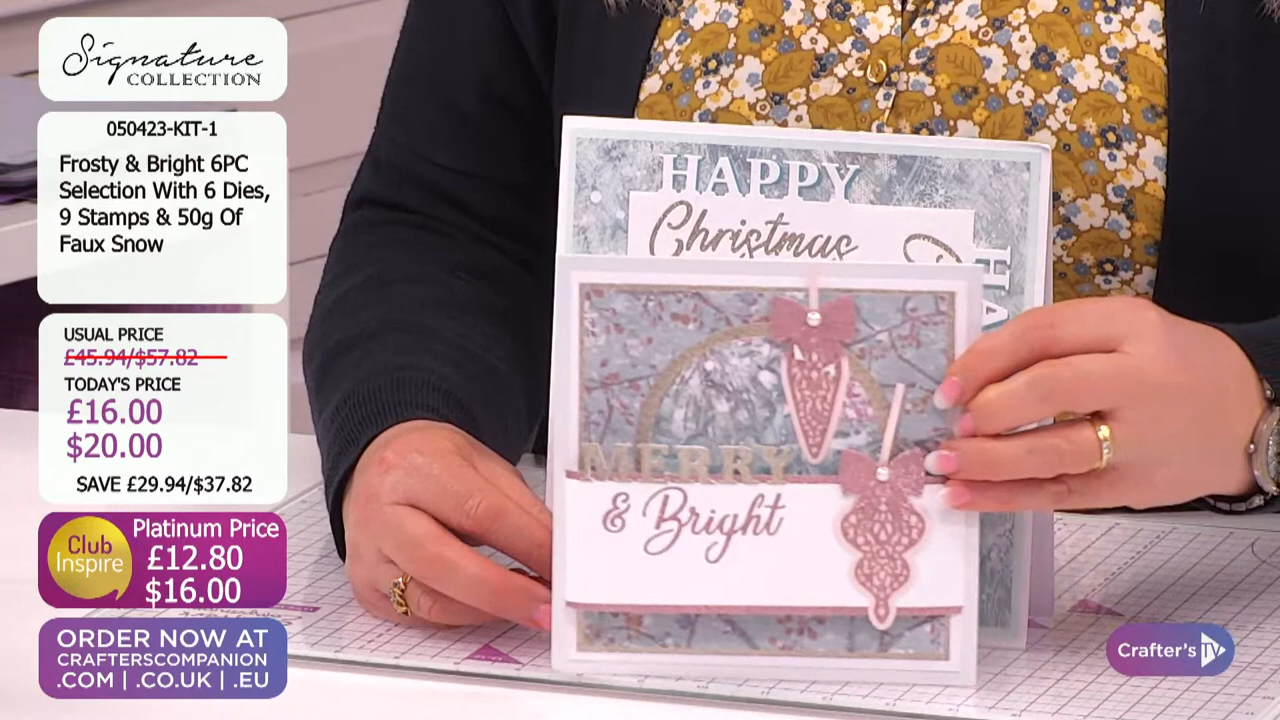 Signature
COLLECTION
050423-KIT-1
Frosty & Bright 6PC
Selection With 6 Dies,
9 Stamps & 50g Of
Faux Snow
USUAL PRICE
£45.94/$57.82
TODAY'S PRICE
£16.00
$20.00
SAVE £29.94/$37.82
Club
Inspire
Platinum Price
£12.80
$16.00
ORDER NOW AT
CRAFTERSCOMPANION
.COM | .CO.UK | .EU
HAPPY
Christmas
HA
MERRY
& Bright
Crafter's TV